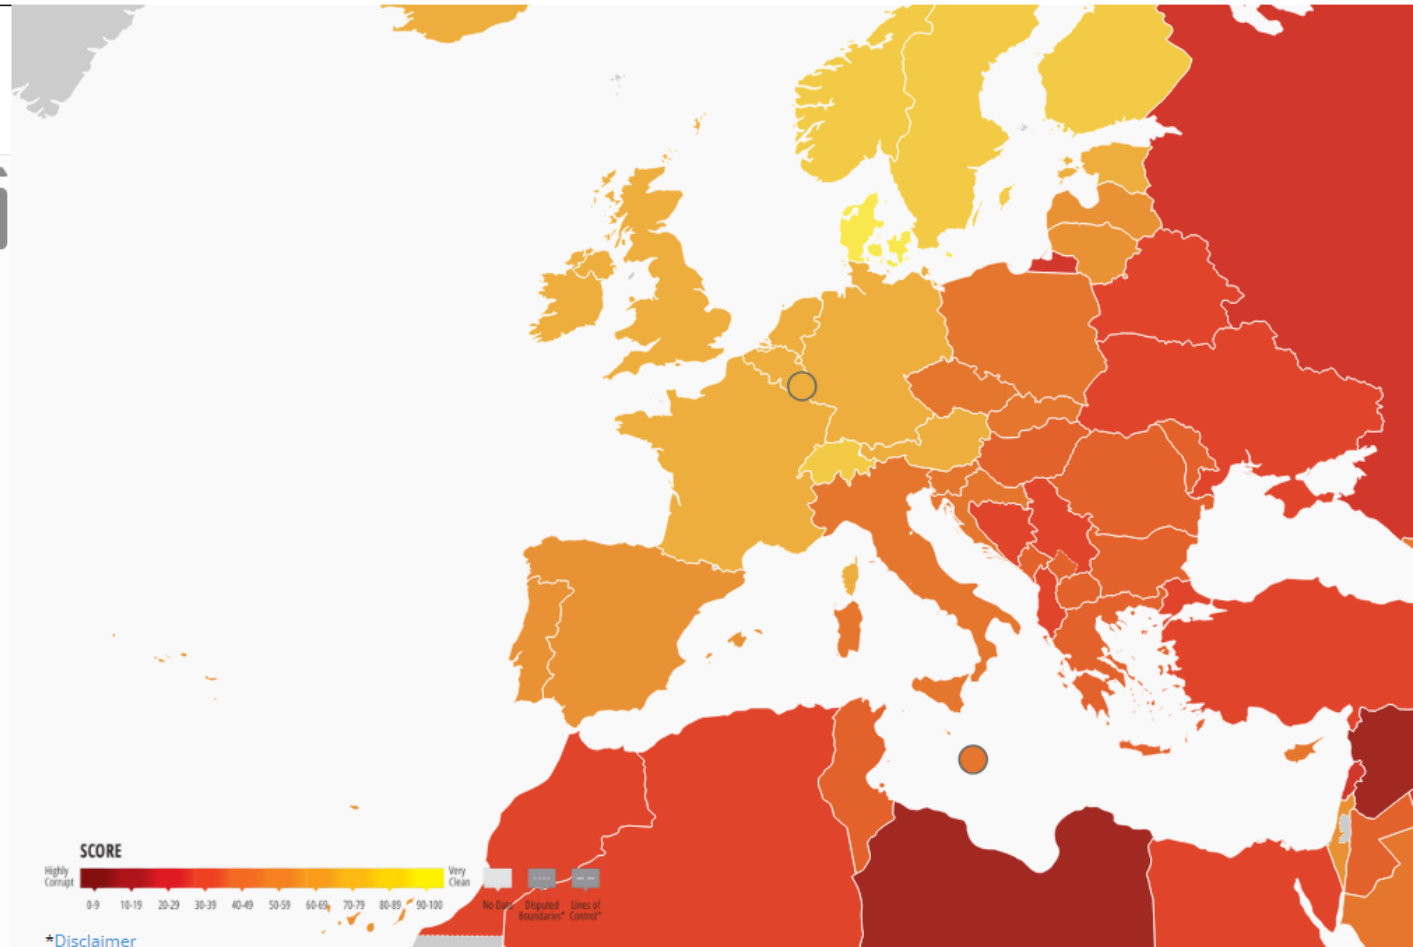 SCORE
Highly Corrupt
Very Clean
0-9 10-19 20-29 30-39 40-49 50-59 60-69 70-79 80-89 90-100
No Data
Disputed Boundaries*
Lines of Control*
*Disclaimer